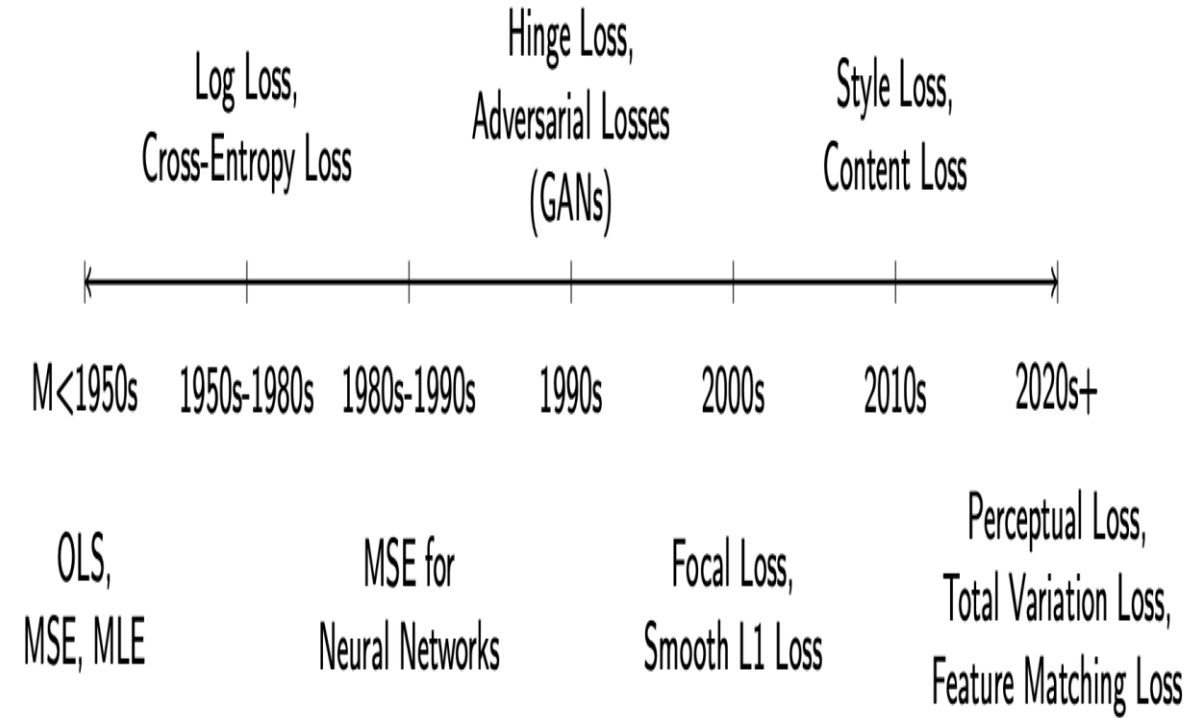 Log Loss,
Cross-Entropy Loss
Hinge Loss,
Adversarial Losses
(GANs)
Style Loss,
Content Loss
M<1950s
1950s-1980s
1980s-1990s
1990s
2000s
2010s
2020s+
OLS,
MSE, MLE
MSE for
Neural Networks
Focal Loss,
Smooth L1 Loss
Perceptual Loss,
Total Variation Loss,
Feature Matching Loss